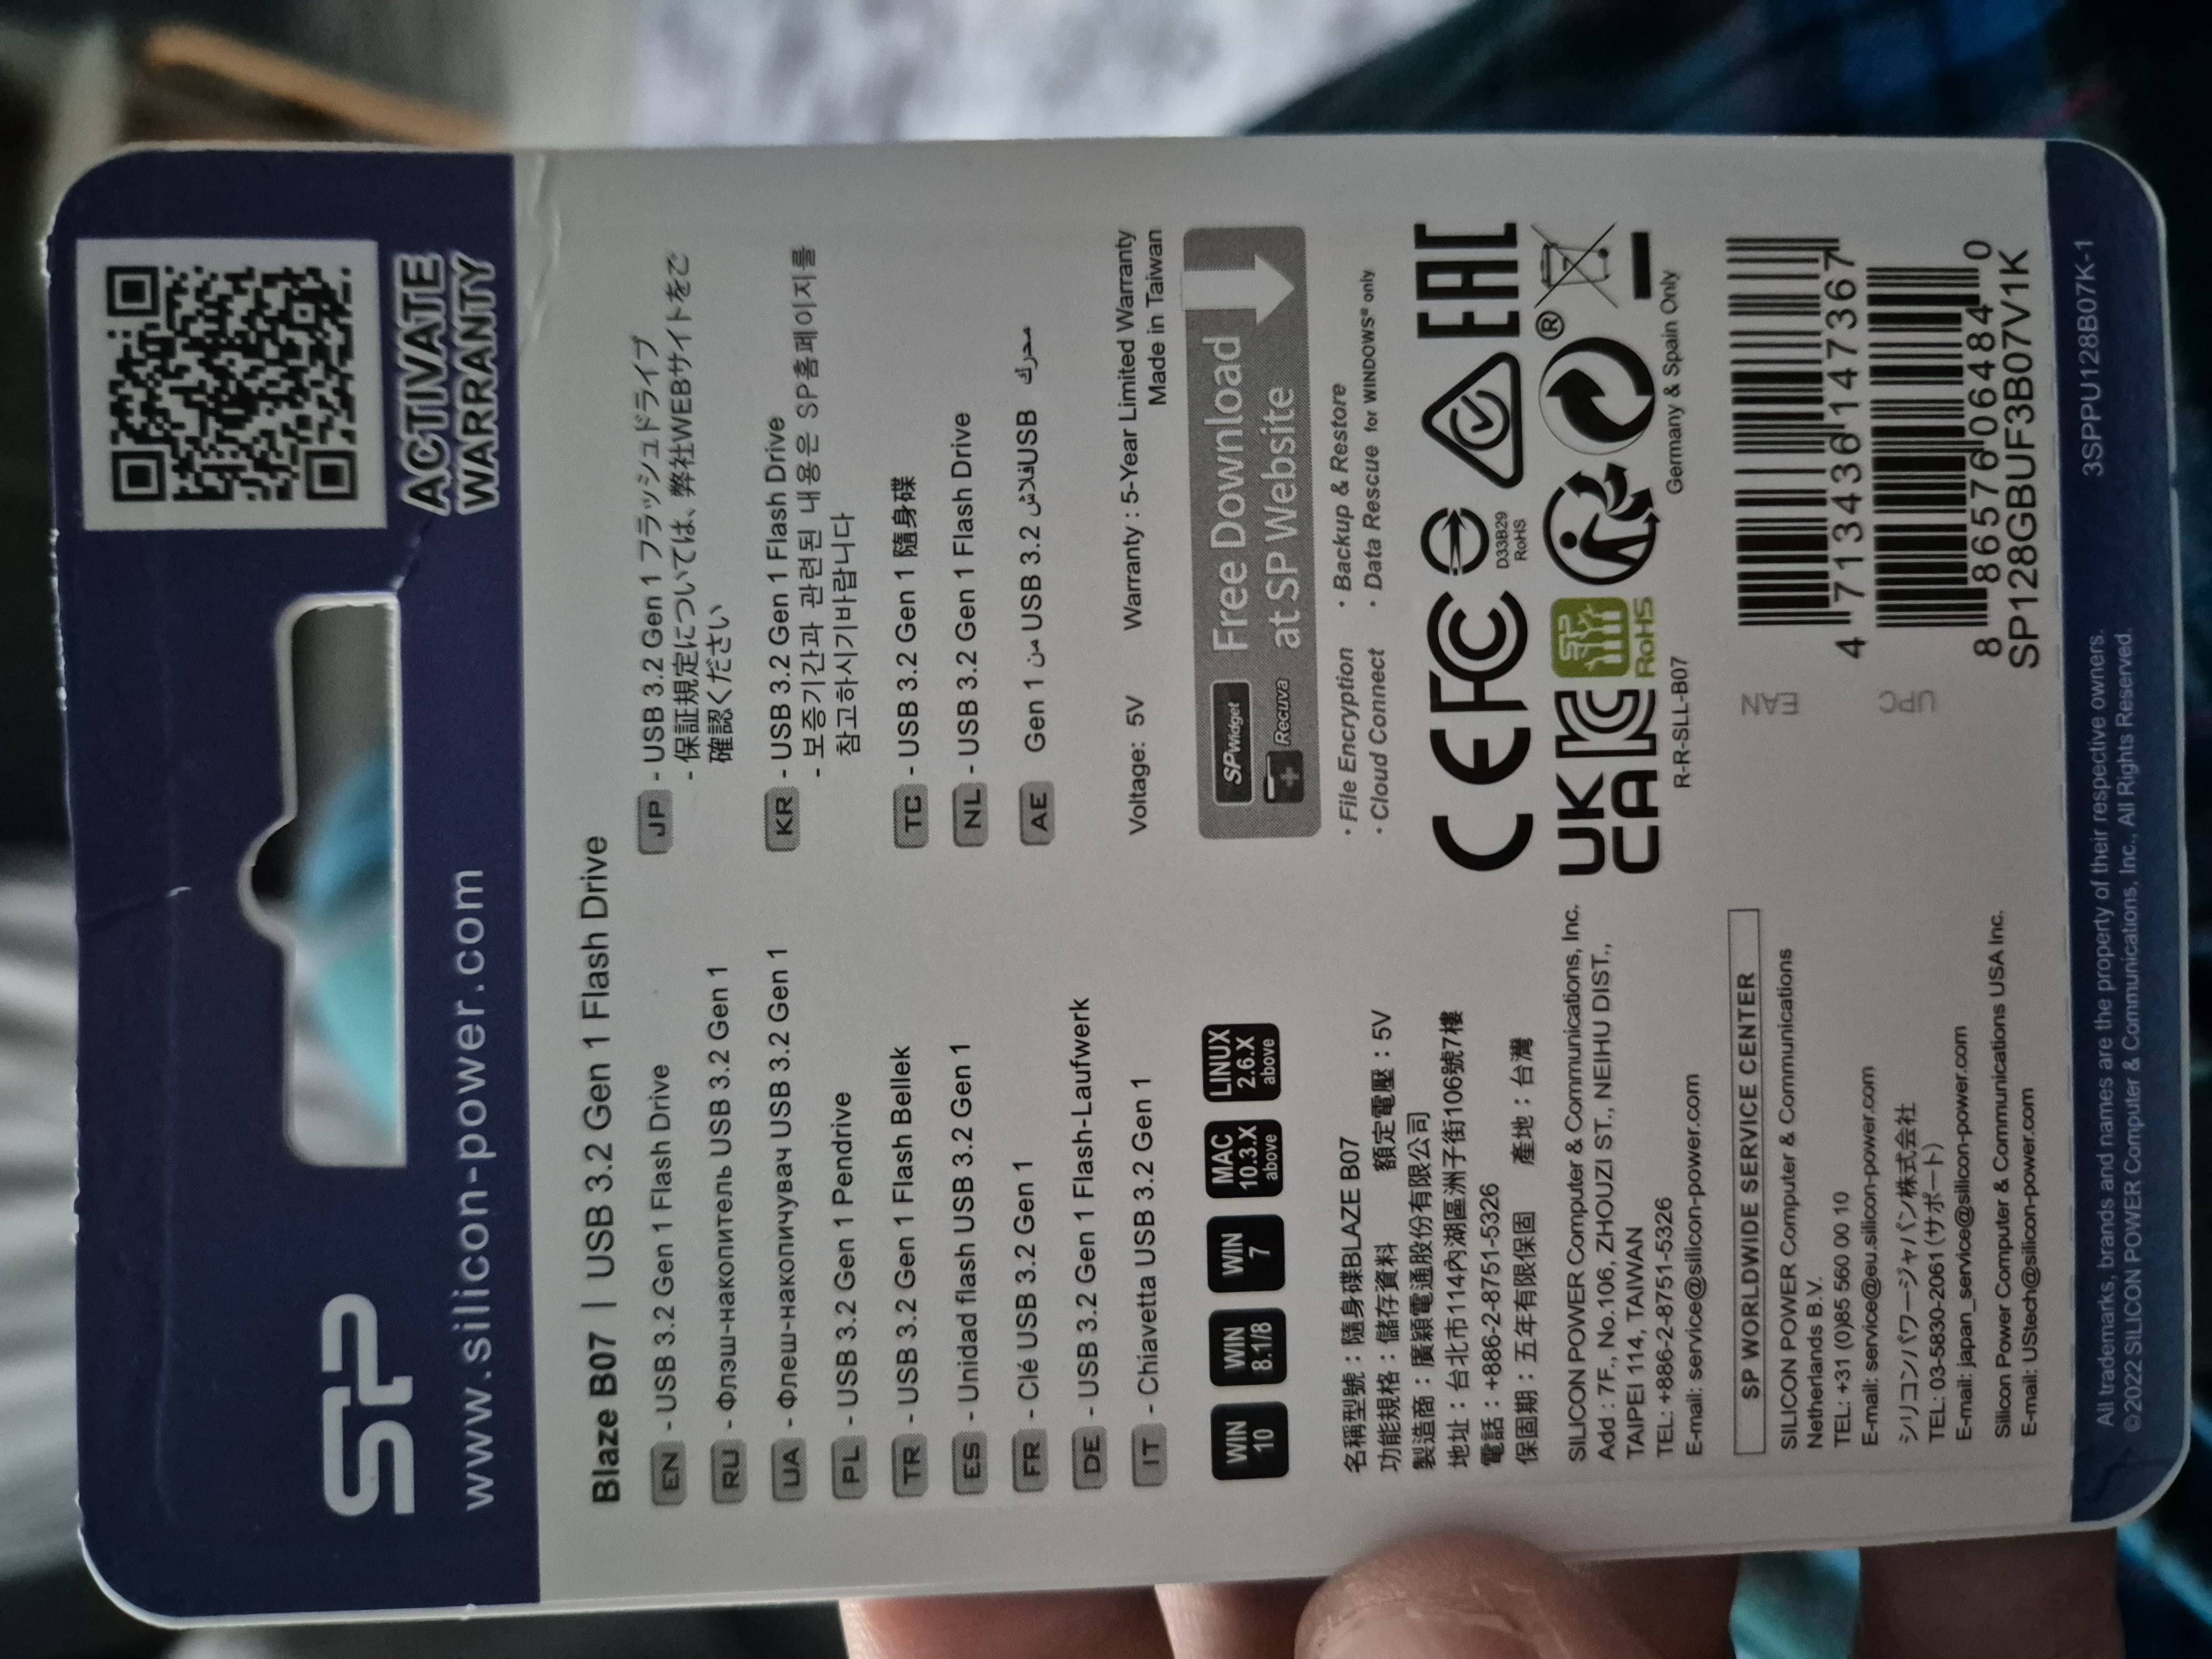 SP
www.silicon-power.com
ACTIVATE
WARRANTY
Blaze B07 | USB 3.2 Gen 1 Flash Drive
EN - USB 3.2 Gen 1 Flash Drive
RU - Флэш-накопитель USB 3.2 Gen 1
UA - Флеш-накопичувач USB 3.2 Gen 1
PL - USB 3.2 Gen 1 Pendrive
TR - USB 3.2 Gen 1 Flash Bellek
ES - Unidad flash USB 3.2 Gen 1
FR - Clé USB 3.2 Gen 1
DE - USB 3.2 Gen 1 Flash-Laufwerk
IT - Chiavetta USB 3.2 Gen 1
JP - USB 3.2 Gen 1 フラッシュドライブ
- 保証規定については、弊社WEBサイトをご
確認ください
KR - USB 3.2 Gen 1 Flash Drive
- 보증기간과 관련된 내용은 SP홈페이지를
참고하시기바랍니다
TC - USB 3.2 Gen 1 隨身碟
NL - USB 3.2 Gen 1 Flash Drive
AE محرك USBفلاش USB 3.2 من Gen 1
Voltage: 5V Warranty : 5-Year Limited Warranty
Made in Taiwan
WIN
10
WIN
8.1/8
WIN
7
MAC
10.3.X
above
LINUX
2.6.X
above
SPwidget
Recuva
Free Download
at SP Website
· File Encryption · Backup & Restore
· Cloud Connect · Data Rescue for WINDOWS® only
名稱型號：隨身碟BLAZE B07
功能規格：儲存資料 額定電壓：5V
製造商：廣穎電通股份有限公司
地址：台北市114內湖區洲子街106號7樓
電話：+886-2-8751-5326
保固期：五年有限保固 產地：台灣
SILICON POWER Computer & Communications, Inc.
Add : 7F., No.106, ZHOUZI ST., NEIHU DIST.,
TAIPEI 114, TAIWAN
TEL: +886-2-8751-5326
E-mail: service@silicon-power.com
CE FC
D33B29
RoHS
EAC
UK
CA
KC
SP
RoHS
®
R-R-SLL-B07
Germany & Spain Only
SP WORLDWIDE SERVICE CENTER
SILICON POWER Computer & Communications
Netherlands B.V.
TEL: +31 (0)85 560 00 10
E-mail: service@eu.silicon-power.com
シリコンパワージャパン株式会社
TEL: 03-5830-2061 (サポート)
E-mail: japan_service@silicon-power.com
Silicon Power Computer & Communications USA Inc.
E-mail: UStech@silicon-power.com
EAN
4 713436 147367
UPC
8 86576 06484 0
SP128GBUF3B07V1K
All trademarks, brands and names are the property of their respective owners.
©2022 SILICON POWER Computer & Communications, Inc., All Rights Reserved.
3SPPU128B07K-1